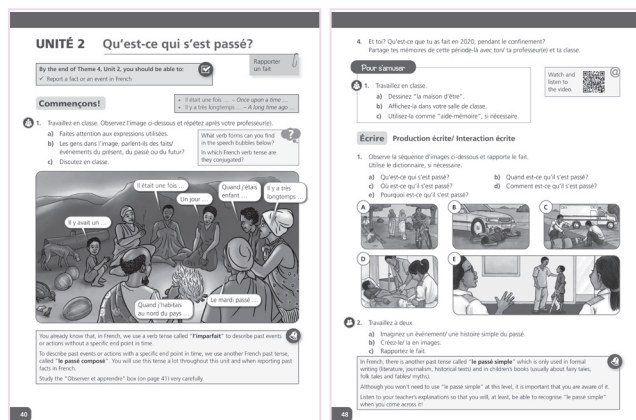 UNITÉ 2 Qu'est-ce qui s'est passé?
By the end of Theme 4, Unit 2, you should be able to:
✓ Report a fact or an event in French
Rapporter
un fait
Commençons!
• Il était une fois … – Once upon a time …
• Il y a très longtemps … – A long time ago …
1. Travaillez en classe. Observez l'image ci-dessous et répétez après votre professeur(e).
a) Faites attention aux expressions utilisées.
b) Les gens dans l'image, parlent-ils des faits/
événements du présent, du passé ou du futur?
c) Discutez en classe.
What verb forms can you find
in the speech bubbles below?
In which French verb tense are
they conjugated?
Il était une fois …
Un jour …
Quand j'étais
enfant …
Il y a très
longtemps …
Il y avait un …
Quand j'habitais
au nord du pays …
Le mardi passé …
You already know that, in French, we use a verb tense called "l'imparfait" to describe past events
or actions without a specific end point in time.
To describe past events or actions with a specific end point in time, we use another French past tense,
called "le passé composé". You will use this tense a lot throughout this unit and when reporting past
facts in French.
Study the "Observer et apprendre" box (on page 41) very carefully.
40
4. Et toi? Qu'est-ce que tu as fait en 2020, pendant le confinement?
Partage tes mémoires de cette période-là avec ton/ ta professeur(e) et ta classe.
Pour s'amuser
1. Travaillez en classe.
a) Dessinez "la maison d'être".
b) Affichez-la dans votre salle de classe.
c) Utilisez-la comme "aide-mémoire", si nécessaire.
Watch and
listen to
the video.
@
Écrire Production écrite/ Interaction écrite
1. Observe la séquence d'images ci-dessous et rapporte le fait.
Utilise le dictionnaire, si nécessaire.
a) Qu'est-ce qui s'est passé?
b) Quand est-ce qu'il s'est passé?
c) Où est-ce qu'il s'est passé?
d) Comment est-ce qu'il s'est passé?
e) Pourquoi est-ce qu'il s'est passé?
A
B
C
D
E
2. Travaillez à deux.
a) Imaginez un événement/ une histoire simple du passé.
b) Créez-le/ la en images.
c) Rapportez le fait.
In French, there is another past tense called "le passé simple" which is only used in formal
writing (literature, journalism, historical texts) and in children's books (usually about fairy tales,
folk tales and fables/ myths).
Although you won't need to use "le passé simple" at this level, it is important that you are aware of it.
Listen to your teacher's explanations so that you will, at least, be able to recognise "le passé simple"
when you come across it!
48